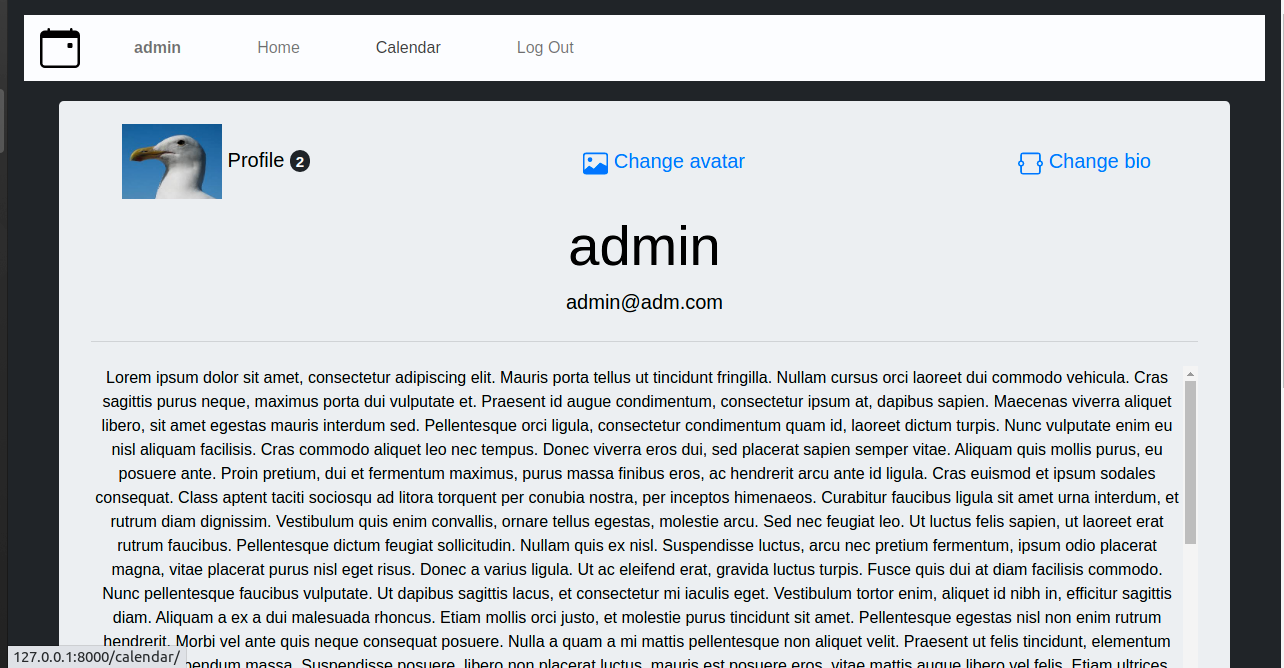 admin Home Calendar Log Out
Profile 2 Change avatar Change bio
admin
admin@adm.com
Lorem ipsum dolor sit amet, consectetur adipiscing elit. Mauris porta tellus ut tincidunt fringilla. Nullam cursus orci laoreet dui commodo vehicula. Cras
sagittis purus neque, maximus porta dui vulputate et. Praesent id augue condimentum, consectetur ipsum at, dapibus sapien. Maecenas viverra aliquet
libero, sit amet egestas mauris interdum sed. Pellentesque orci ligula, consectetur condimentum quam id, laoreet dictum turpis. Nunc vulputate enim eu
nisl aliquam facilisis. Cras commodo aliquet leo nec tempus. Donec viverra eros dui, sed placerat sapien semper vitae. Aliquam quis mollis purus, eu
posuere ante. Proin pretium, dui et fermentum maximus, purus massa finibus eros, ac hendrerit arcu ante id ligula. Cras euismod et ipsum sodales
consequat. Class aptent taciti sociosqu ad litora torquent per conubia nostra, per inceptos himenaeos. Curabitur faucibus ligula sit amet urna interdum, et
rutrum diam dignissim. Vestibulum quis enim convallis, ornare tellus egestas, molestie arcu. Sed nec feugiat leo. Ut luctus felis sapien, ut laoreet erat
rutrum faucibus. Pellentesque dictum feugiat sollicitudin. Nullam quis ex nisl. Suspendisse luctus, arcu nec pretium fermentum, ipsum odio placerat
magna, vitae placerat purus nisl eget risus. Donec a varius ligula. Ut ac eleifend erat, gravida luctus turpis. Fusce quis dui at diam facilisis commodo.
Nunc pellentesque faucibus vulputate. Ut dapibus sagittis lacus, et consectetur mi iaculis eget. Vestibulum tortor enim, aliquet id nibh in, efficitur sagittis
diam. Aliquam a ex a dui malesuada rhoncus. Etiam mollis orci justo, et molestie purus tincidunt sit amet. Pellentesque egestas nisl non enim rutrum
hendrerit. Morbi vel ante quis neque consequat posuere. Nulla a quam a mi mattis pellentesque non aliquet velit. Praesent ut felis tincidunt, elementum
massa. Suspendisse posuere, libero non placerat luctus, mauris est posuere eros, vitae mattis augue libero vel felis. Etiam ultrices
127.0.0.1:8000/calendar/